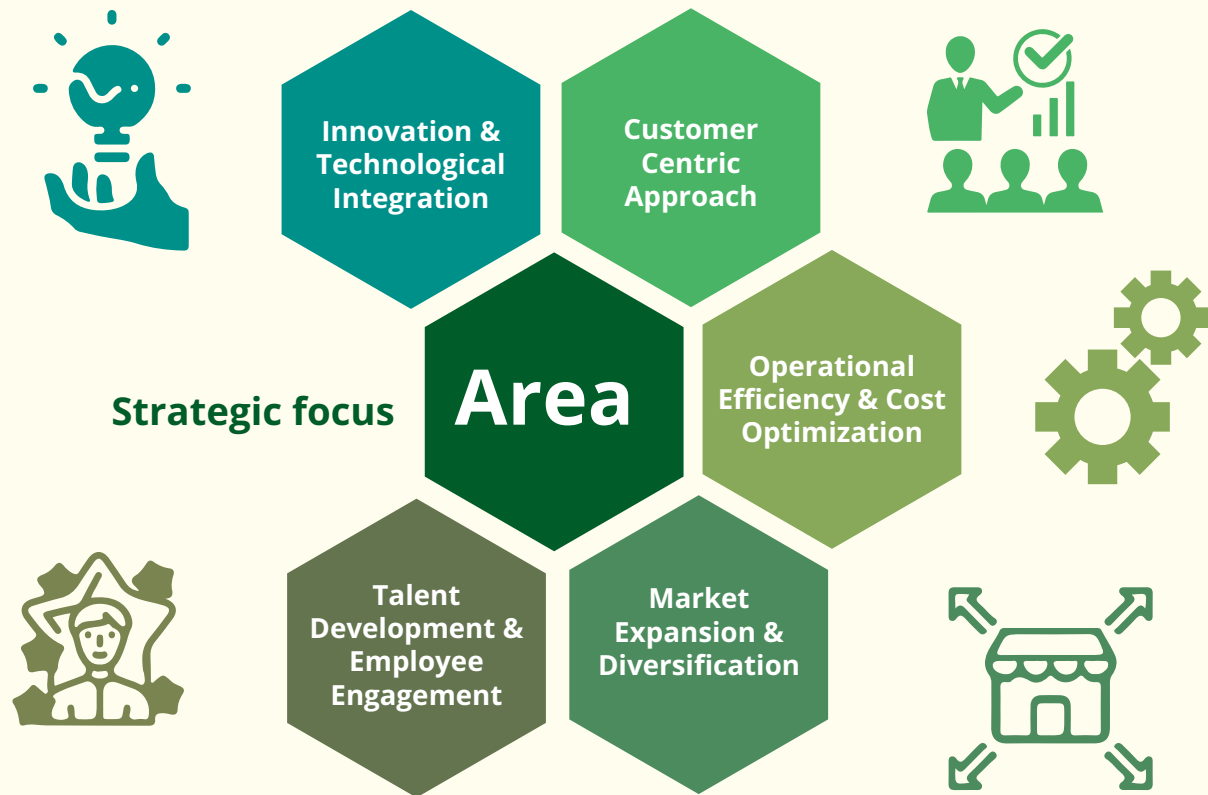 Innovation &
Technological
Integration
Customer
Centric
Approach
Strategic focus
Area
Operational
Efficiency & Cost
Optimization
Talent
Development &
Employee
Engagement
Market
Expansion &
Diversification